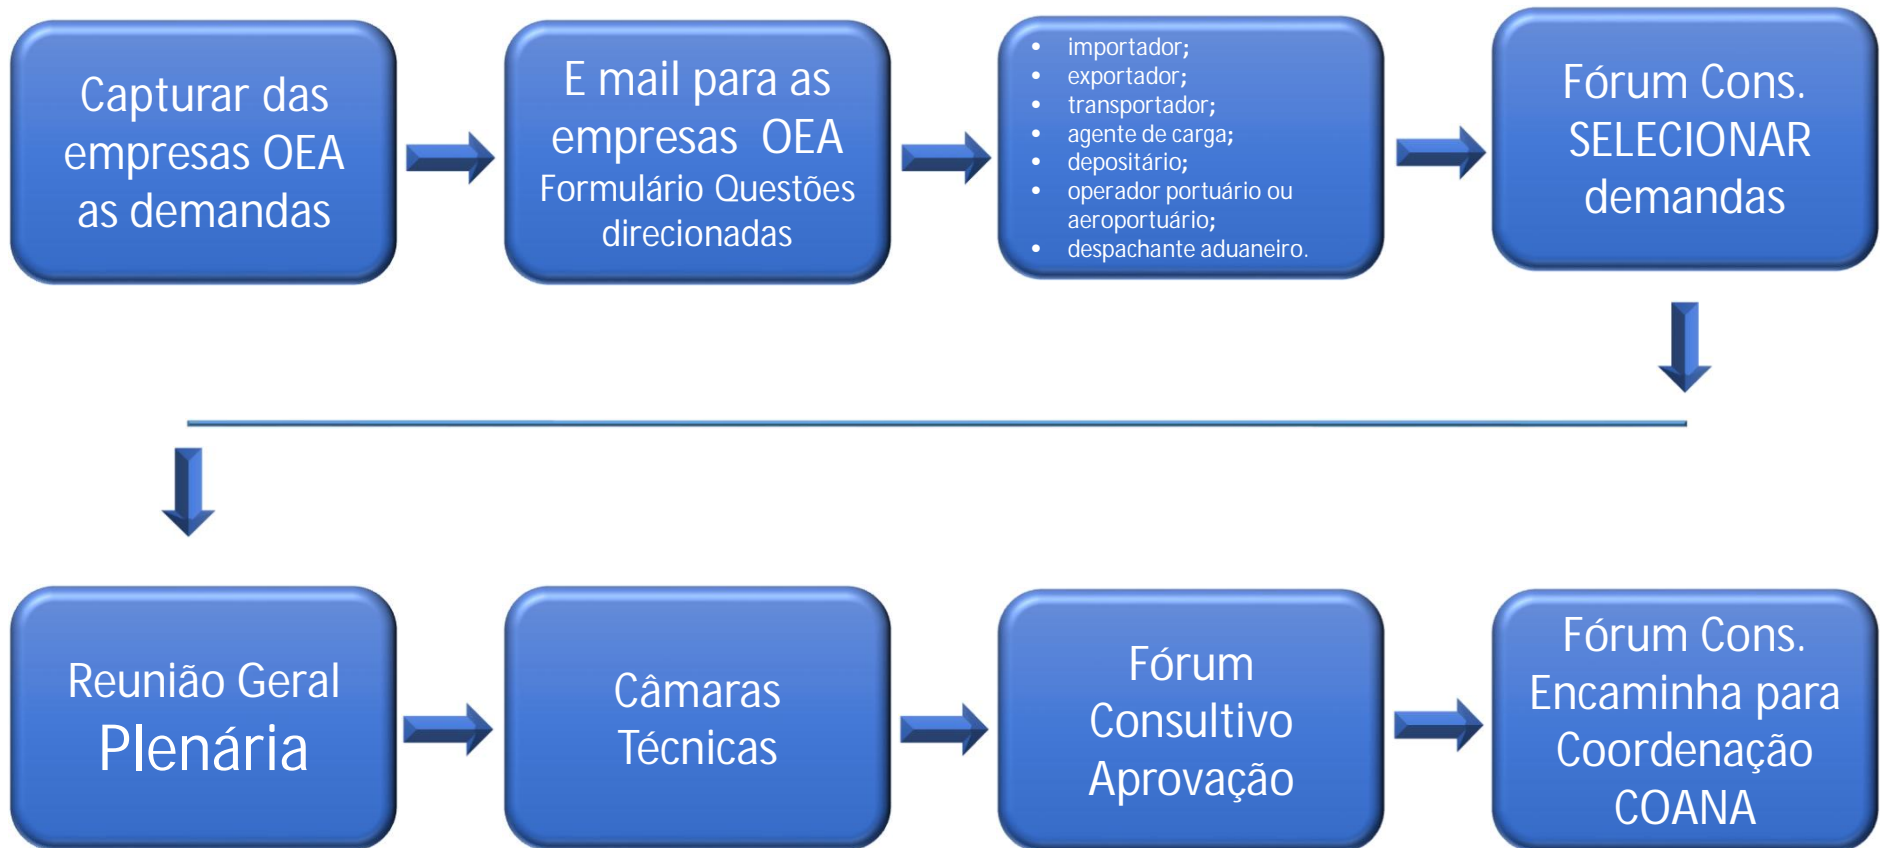 Capturar das
empresas OEA
as demandas
E mail para as
empresas OEA
Formulário Questões
direcionadas
• importador;
• exportador;
• transportador;
• agente de carga;
• depositário;
• operador portuário ou
aeroportuário;
• despachante aduaneiro.
Fórum Cons.
SELECIONAR
demandas
Reunião Geral
Plenária
Câmaras
Técnicas
Fórum
Consultivo
Aprovação
Fórum Cons.
Encaminha para
Coordenação
COANA